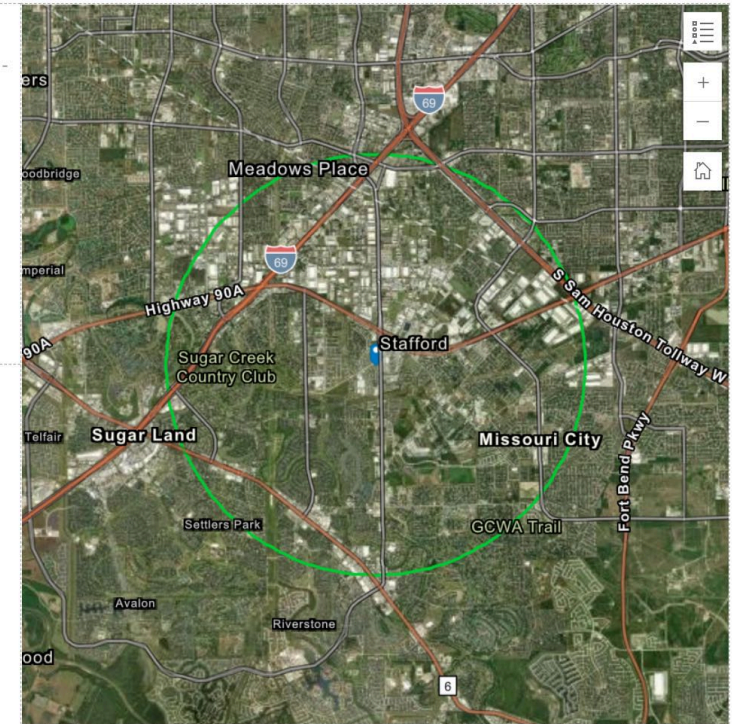 ers
69
+
−
oodbridge
Meadows Place
69
mperial
Highway 90A
90A
Stafford
S Sam Houston Tollway W
Sugar Creek
Country Club
Telfair
Sugar Land
Missouri City
Fort Bend Pkwy
Settlers Park
GCWA Trail
Avalon
Riverstone
ood
6